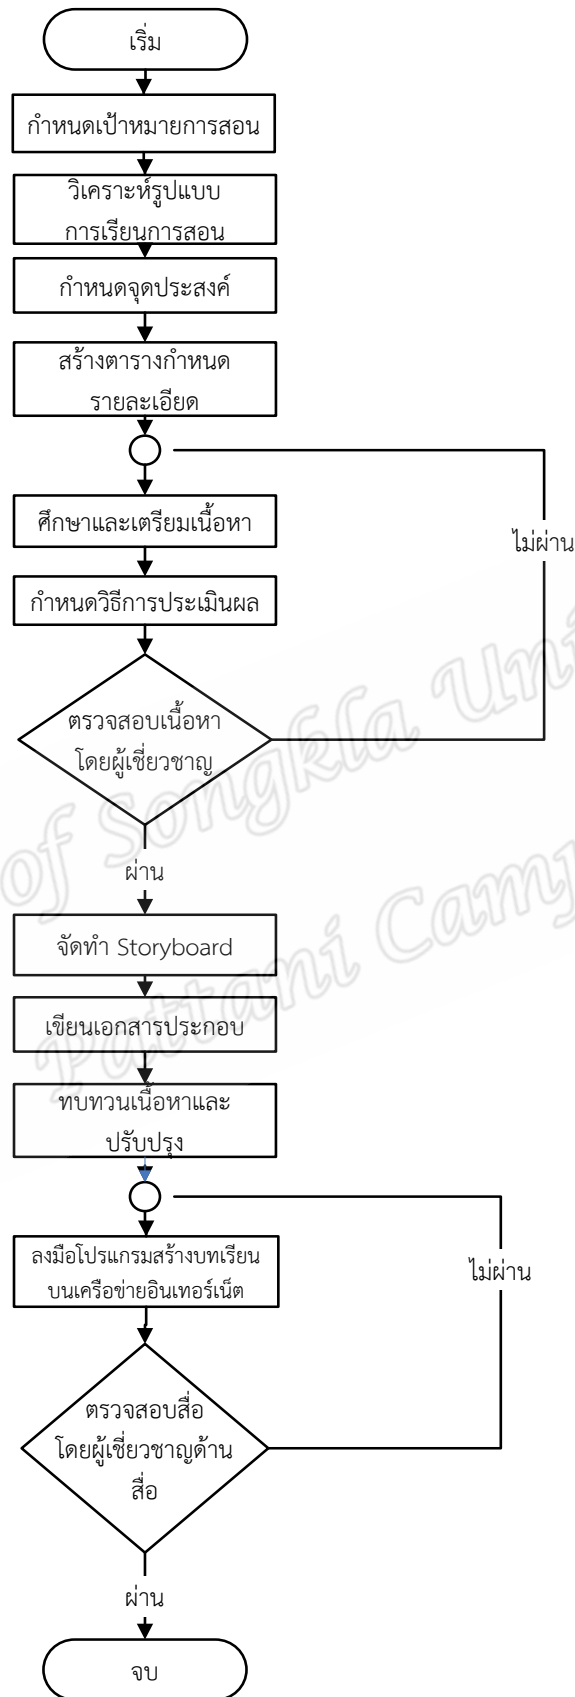 เริ่ม
กำหนดเป้าหมายการสอน
วิเคราะห์รูปแบบ
การเรียนการสอน
กำหนดจุดประสงค์
สร้างตารางกำหนด
รายละเอียด
ศึกษาและเตรียมเนื้อหา
ไม่ผ่าน
กำหนดวิธีการประเมินผล
ตรวจสอบเนื้อหา
โดยผู้เชี่ยวชาญ
ผ่าน
จัดทำ Storyboard
เขียนเอกสารประกอบ
ทบทวนเนื้อหาและ
ปรับปรุง
ลงมือโปรแกรมสร้างบทเรียน
บนเครือข่ายอินเทอร์เน็ต
ไม่ผ่าน
ตรวจสอบสื่อ
โดยผู้เชี่ยวชาญด้าน
สื่อ
ผ่าน
จบ
of Songkla Uni
Pattani Camp